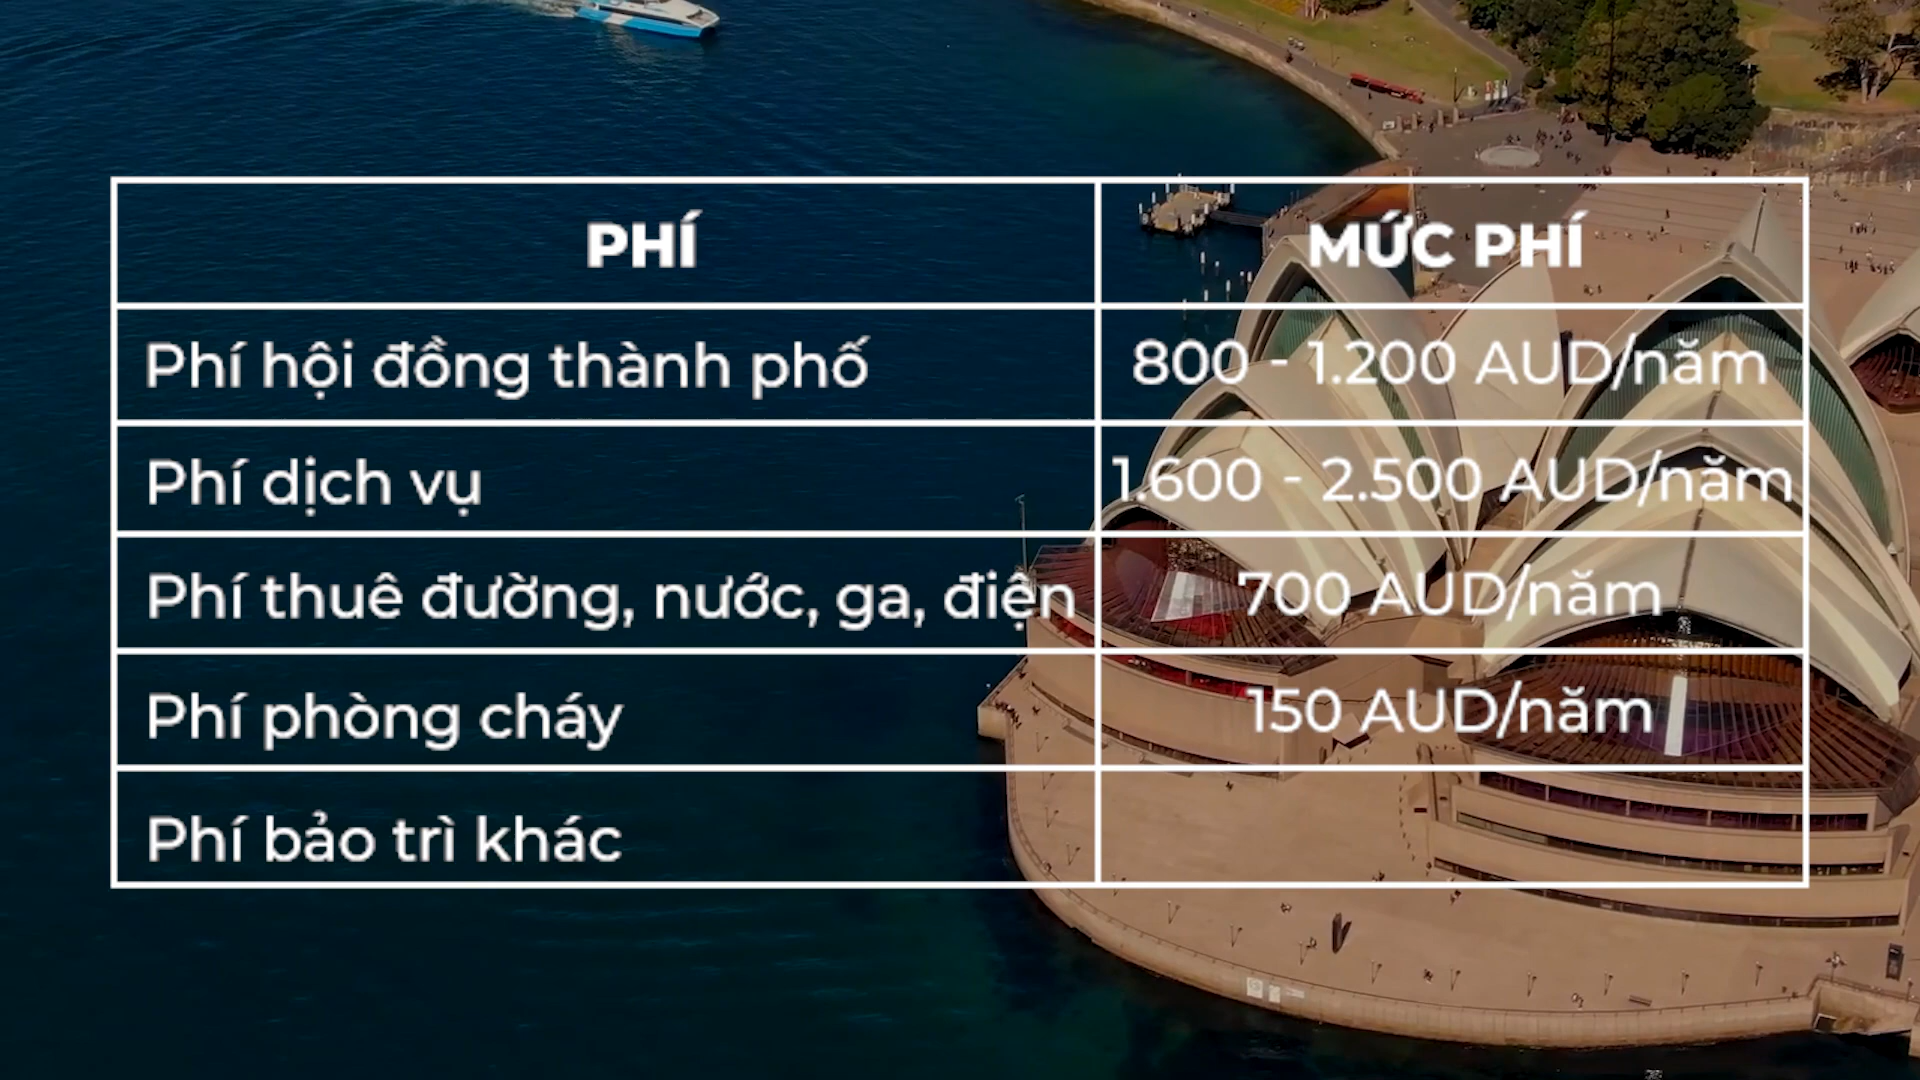 PHÍ MỨC PHÍ
Phí hội đồng thành phố 800 - 1.200 AUD/năm
Phí dịch vụ 1.600 - 2.500 AUD/năm
Phí thuê đường, nước, ga, điện 700 AUD/năm
Phí phòng cháy 150 AUD/năm
Phí bảo trì khác